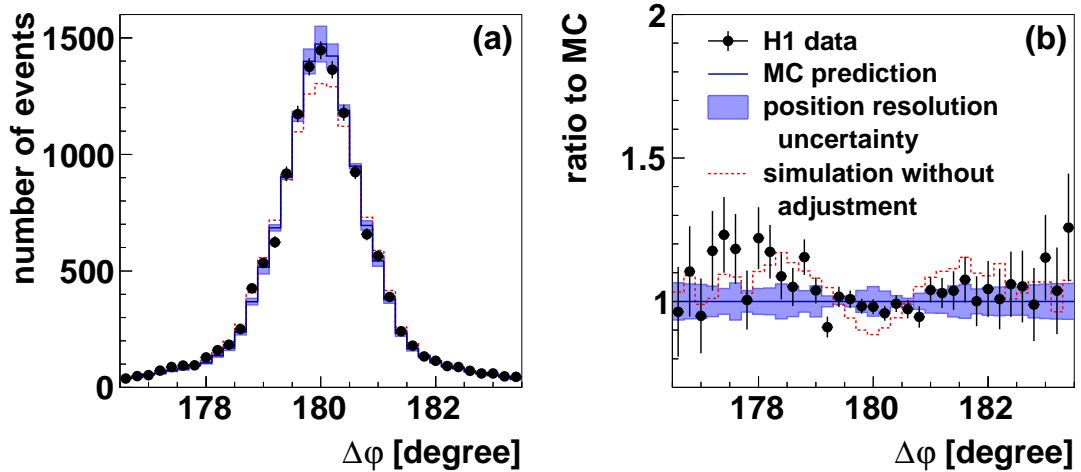 number of events
1500
1000
500
0
(a)
178
180
182
Δφ [degree]
ratio to MC
2
1.5
1
(b)
H1 data
MC prediction
position resolution
uncertainty
simulation without
adjustment
178
180
182
Δφ [degree]